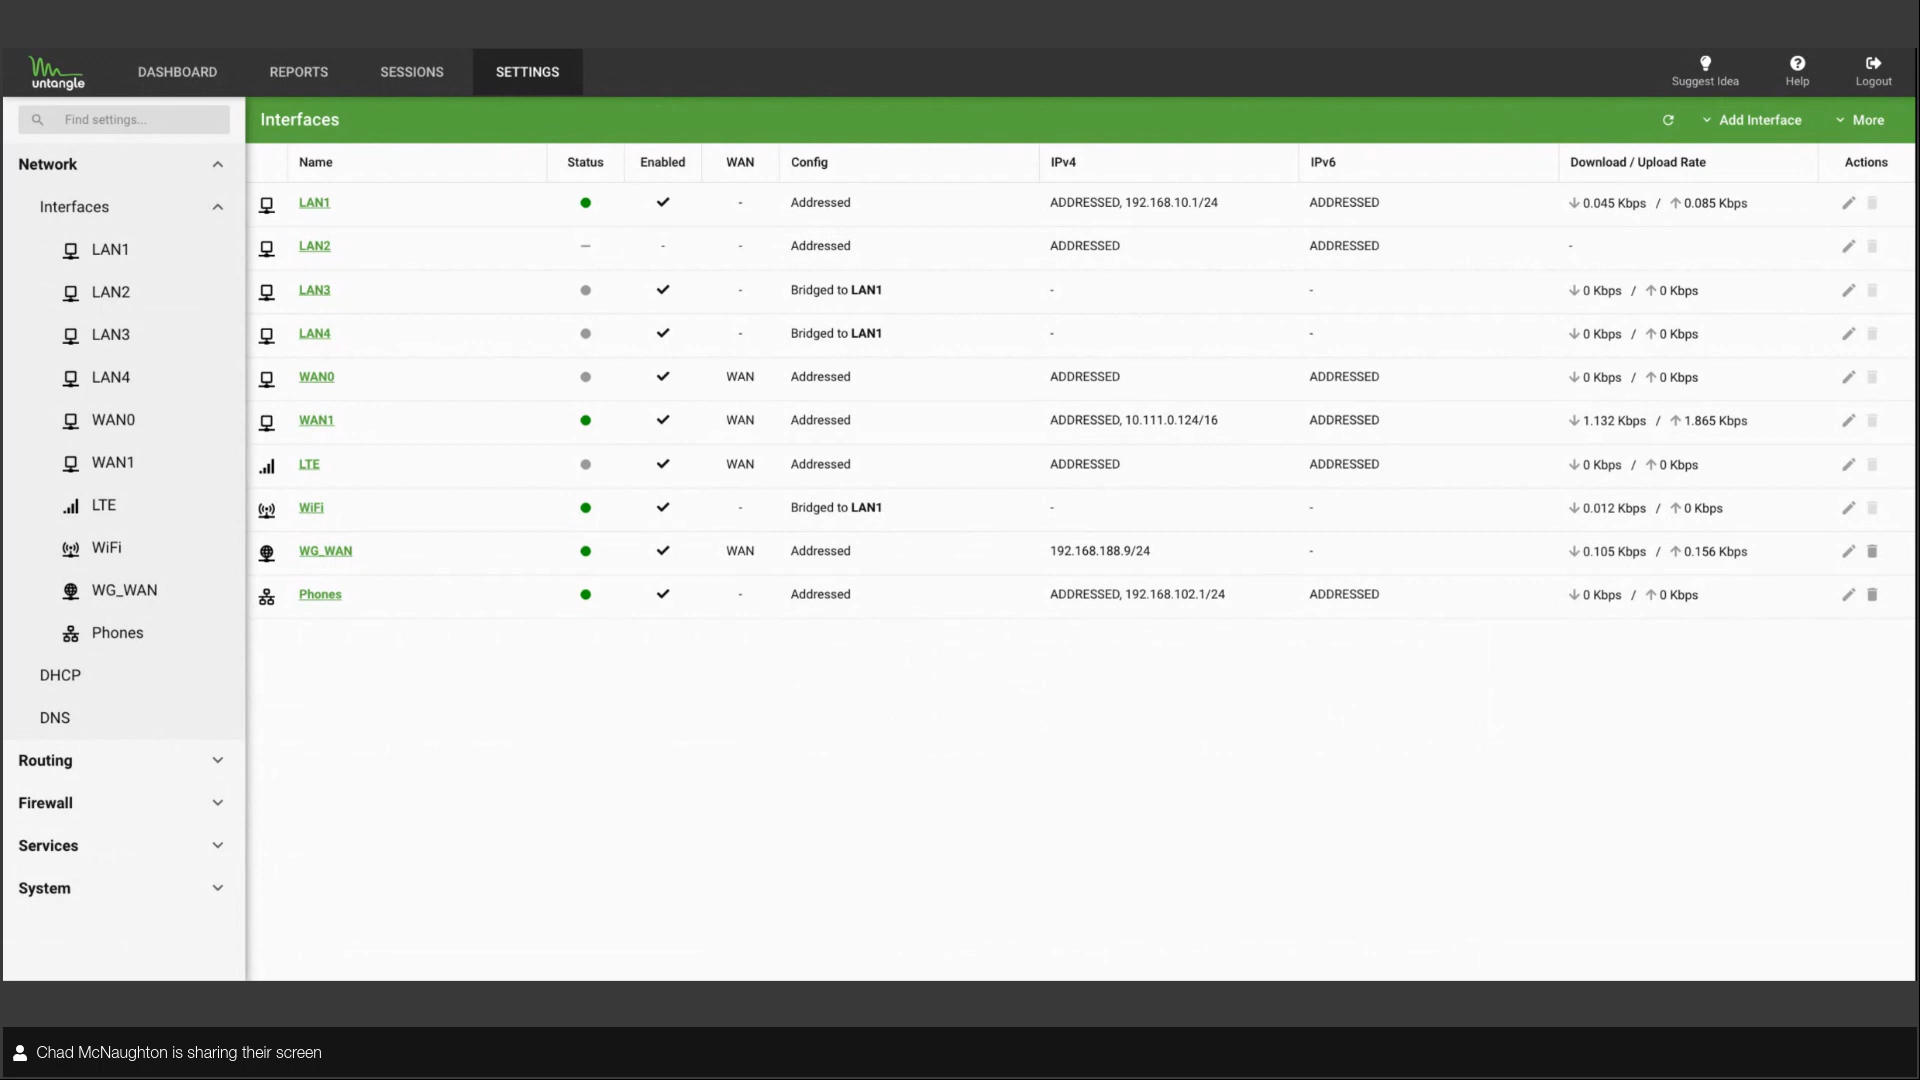 untangle
DASHBOARD
REPORTS
SESSIONS
SETTINGS
Suggest Idea
Help
Logout
Find settings...
Interfaces
Add Interface
More
Network
Interfaces
LAN1
LAN2
LAN3
LAN4
WAN0
WAN1
LTE
WiFi
WG_WAN
Phones
DHCP
DNS
Routing
Firewall
Services
System
Name Status Enabled WAN Config IPv4 IPv6 Download / Upload Rate Actions
LAN1 - Addressed ADDRESSED, 192.168.10.1/24 ADDRESSED 0.045 Kbps / 0.085 Kbps
LAN2 – - - Addressed ADDRESSED ADDRESSED -
LAN3 - Bridged to LAN1 - - 0 Kbps / 0 Kbps
LAN4 - Bridged to LAN1 - - 0 Kbps / 0 Kbps
WAN0 WAN Addressed ADDRESSED ADDRESSED 0 Kbps / 0 Kbps
WAN1 WAN Addressed ADDRESSED, 10.111.0.124/16 ADDRESSED 1.132 Kbps / 1.865 Kbps
LTE WAN Addressed ADDRESSED ADDRESSED 0 Kbps / 0 Kbps
WiFi - Bridged to LAN1 - - 0.012 Kbps / 0 Kbps
WG_WAN WAN Addressed 192.168.188.9/24 - 0.105 Kbps / 0.156 Kbps
Phones - Addressed ADDRESSED, 192.168.102.1/24 ADDRESSED 0 Kbps / 0 Kbps
Chad McNaughton is sharing their screen